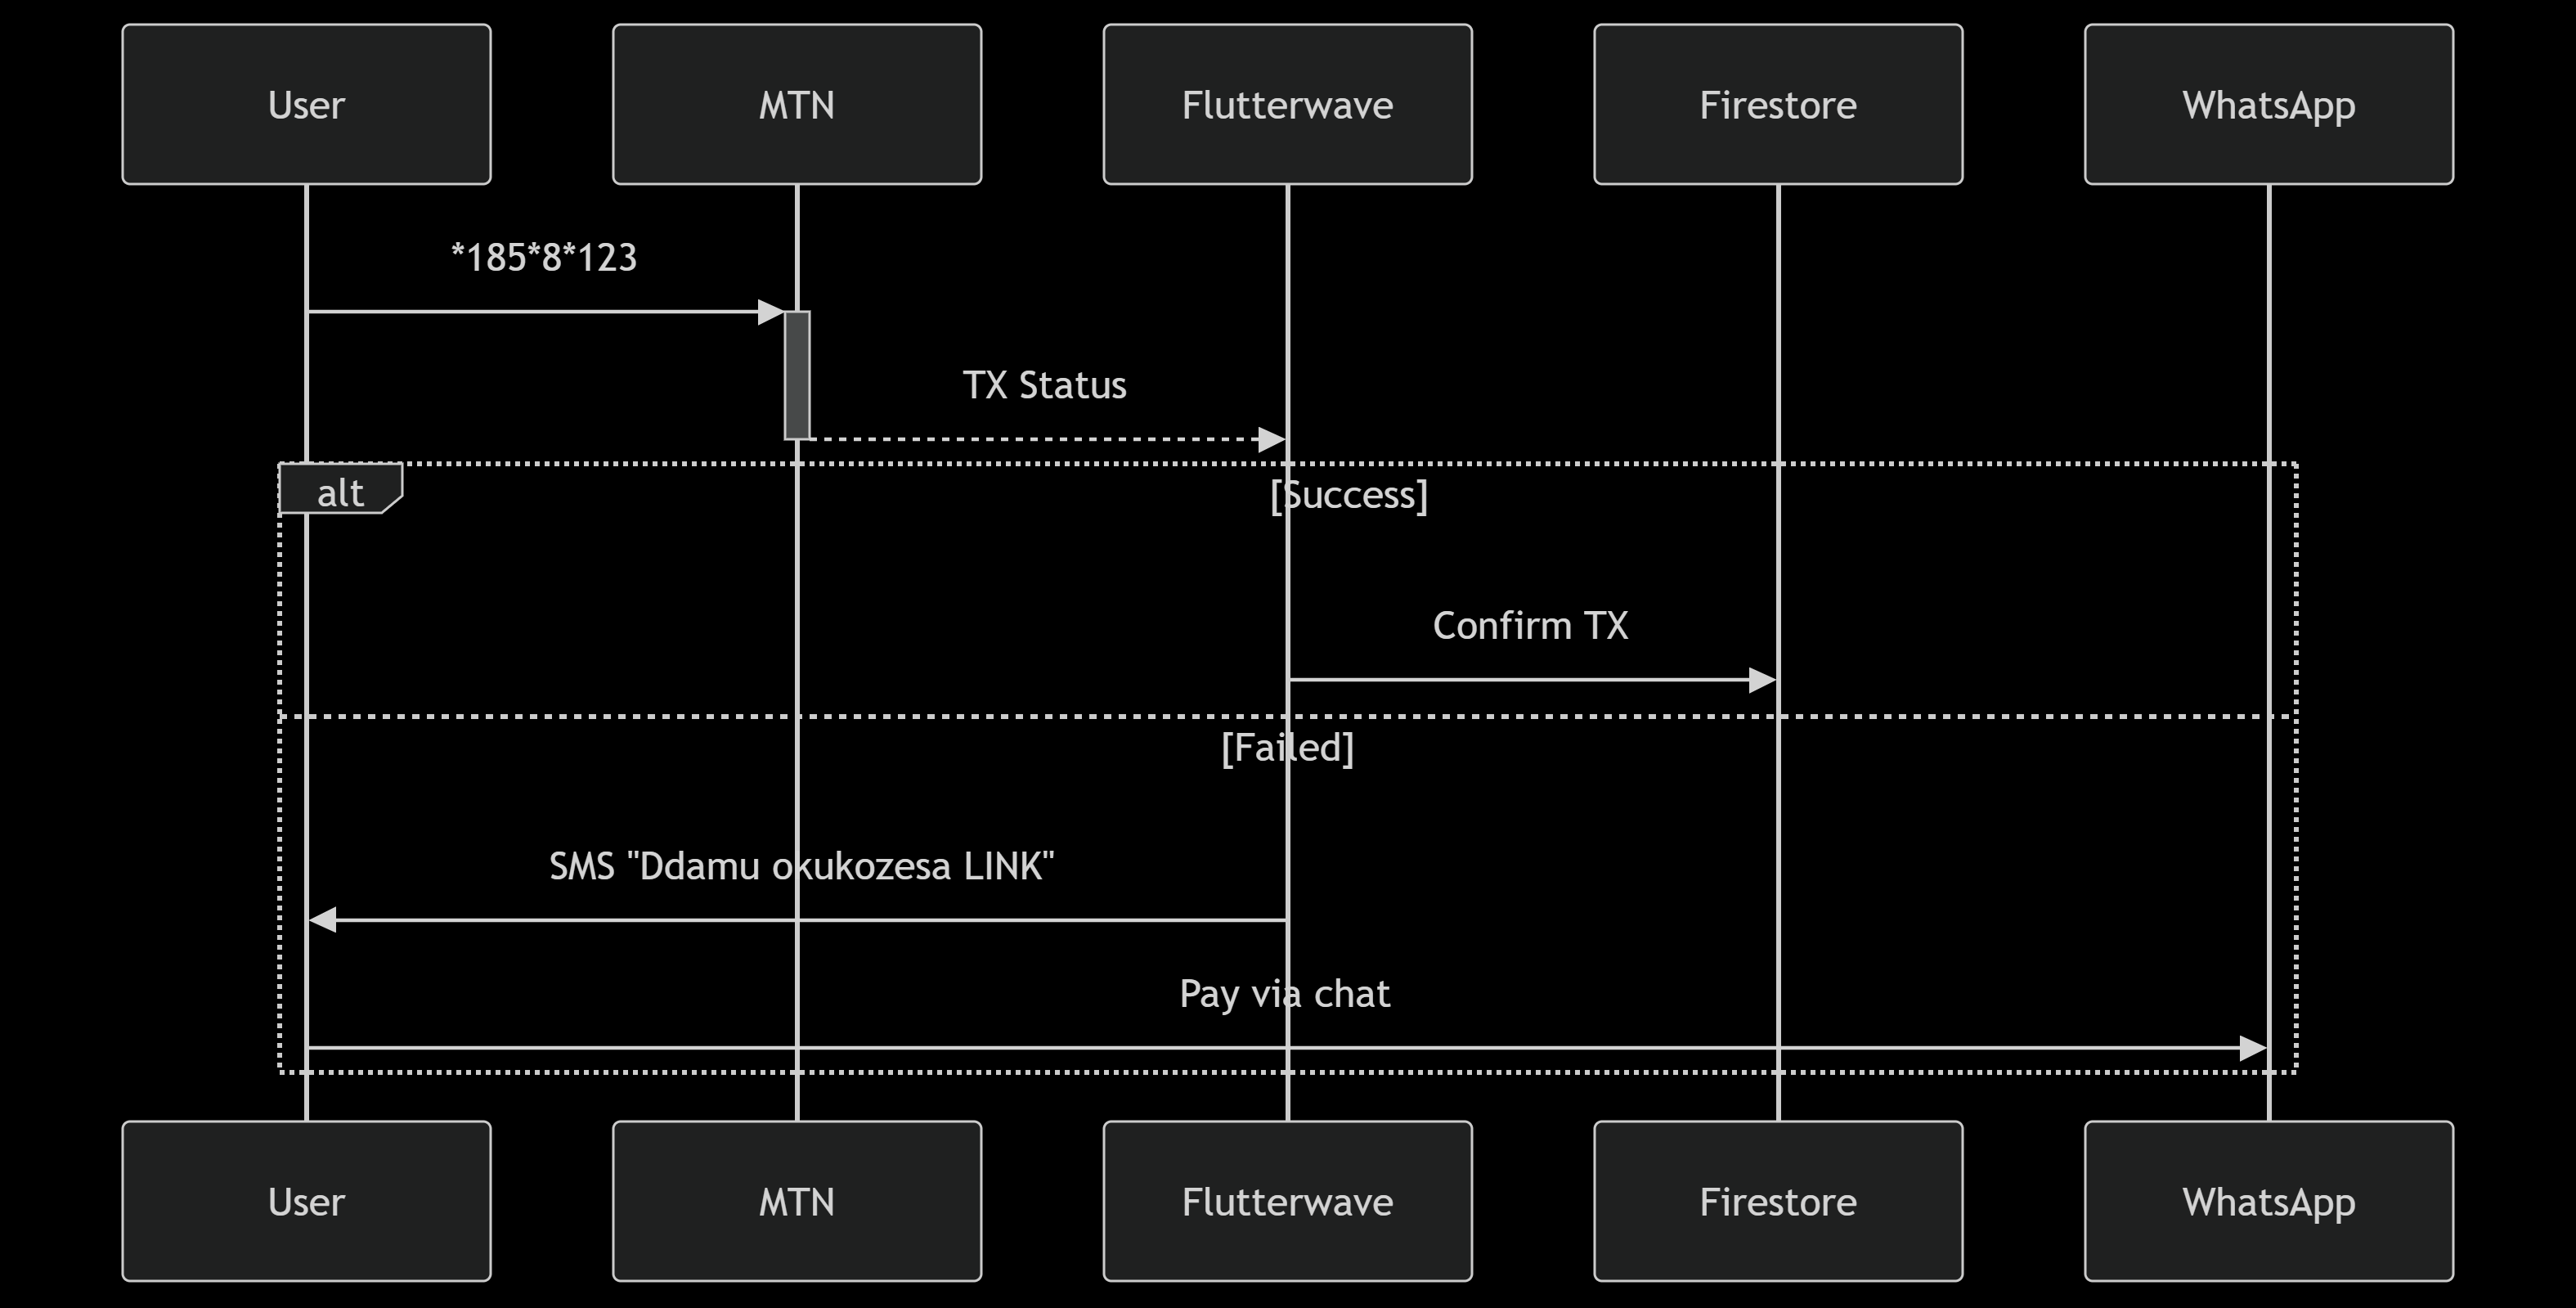 User
MTN
Flutterwave
Firestore
WhatsApp
*185*8*123
TX Status
alt
[Success]
Confirm TX
[Failed]
SMS "Ddamu okukozesa LINK"
Pay via chat
User
MTN
Flutterwave
Firestore
WhatsApp